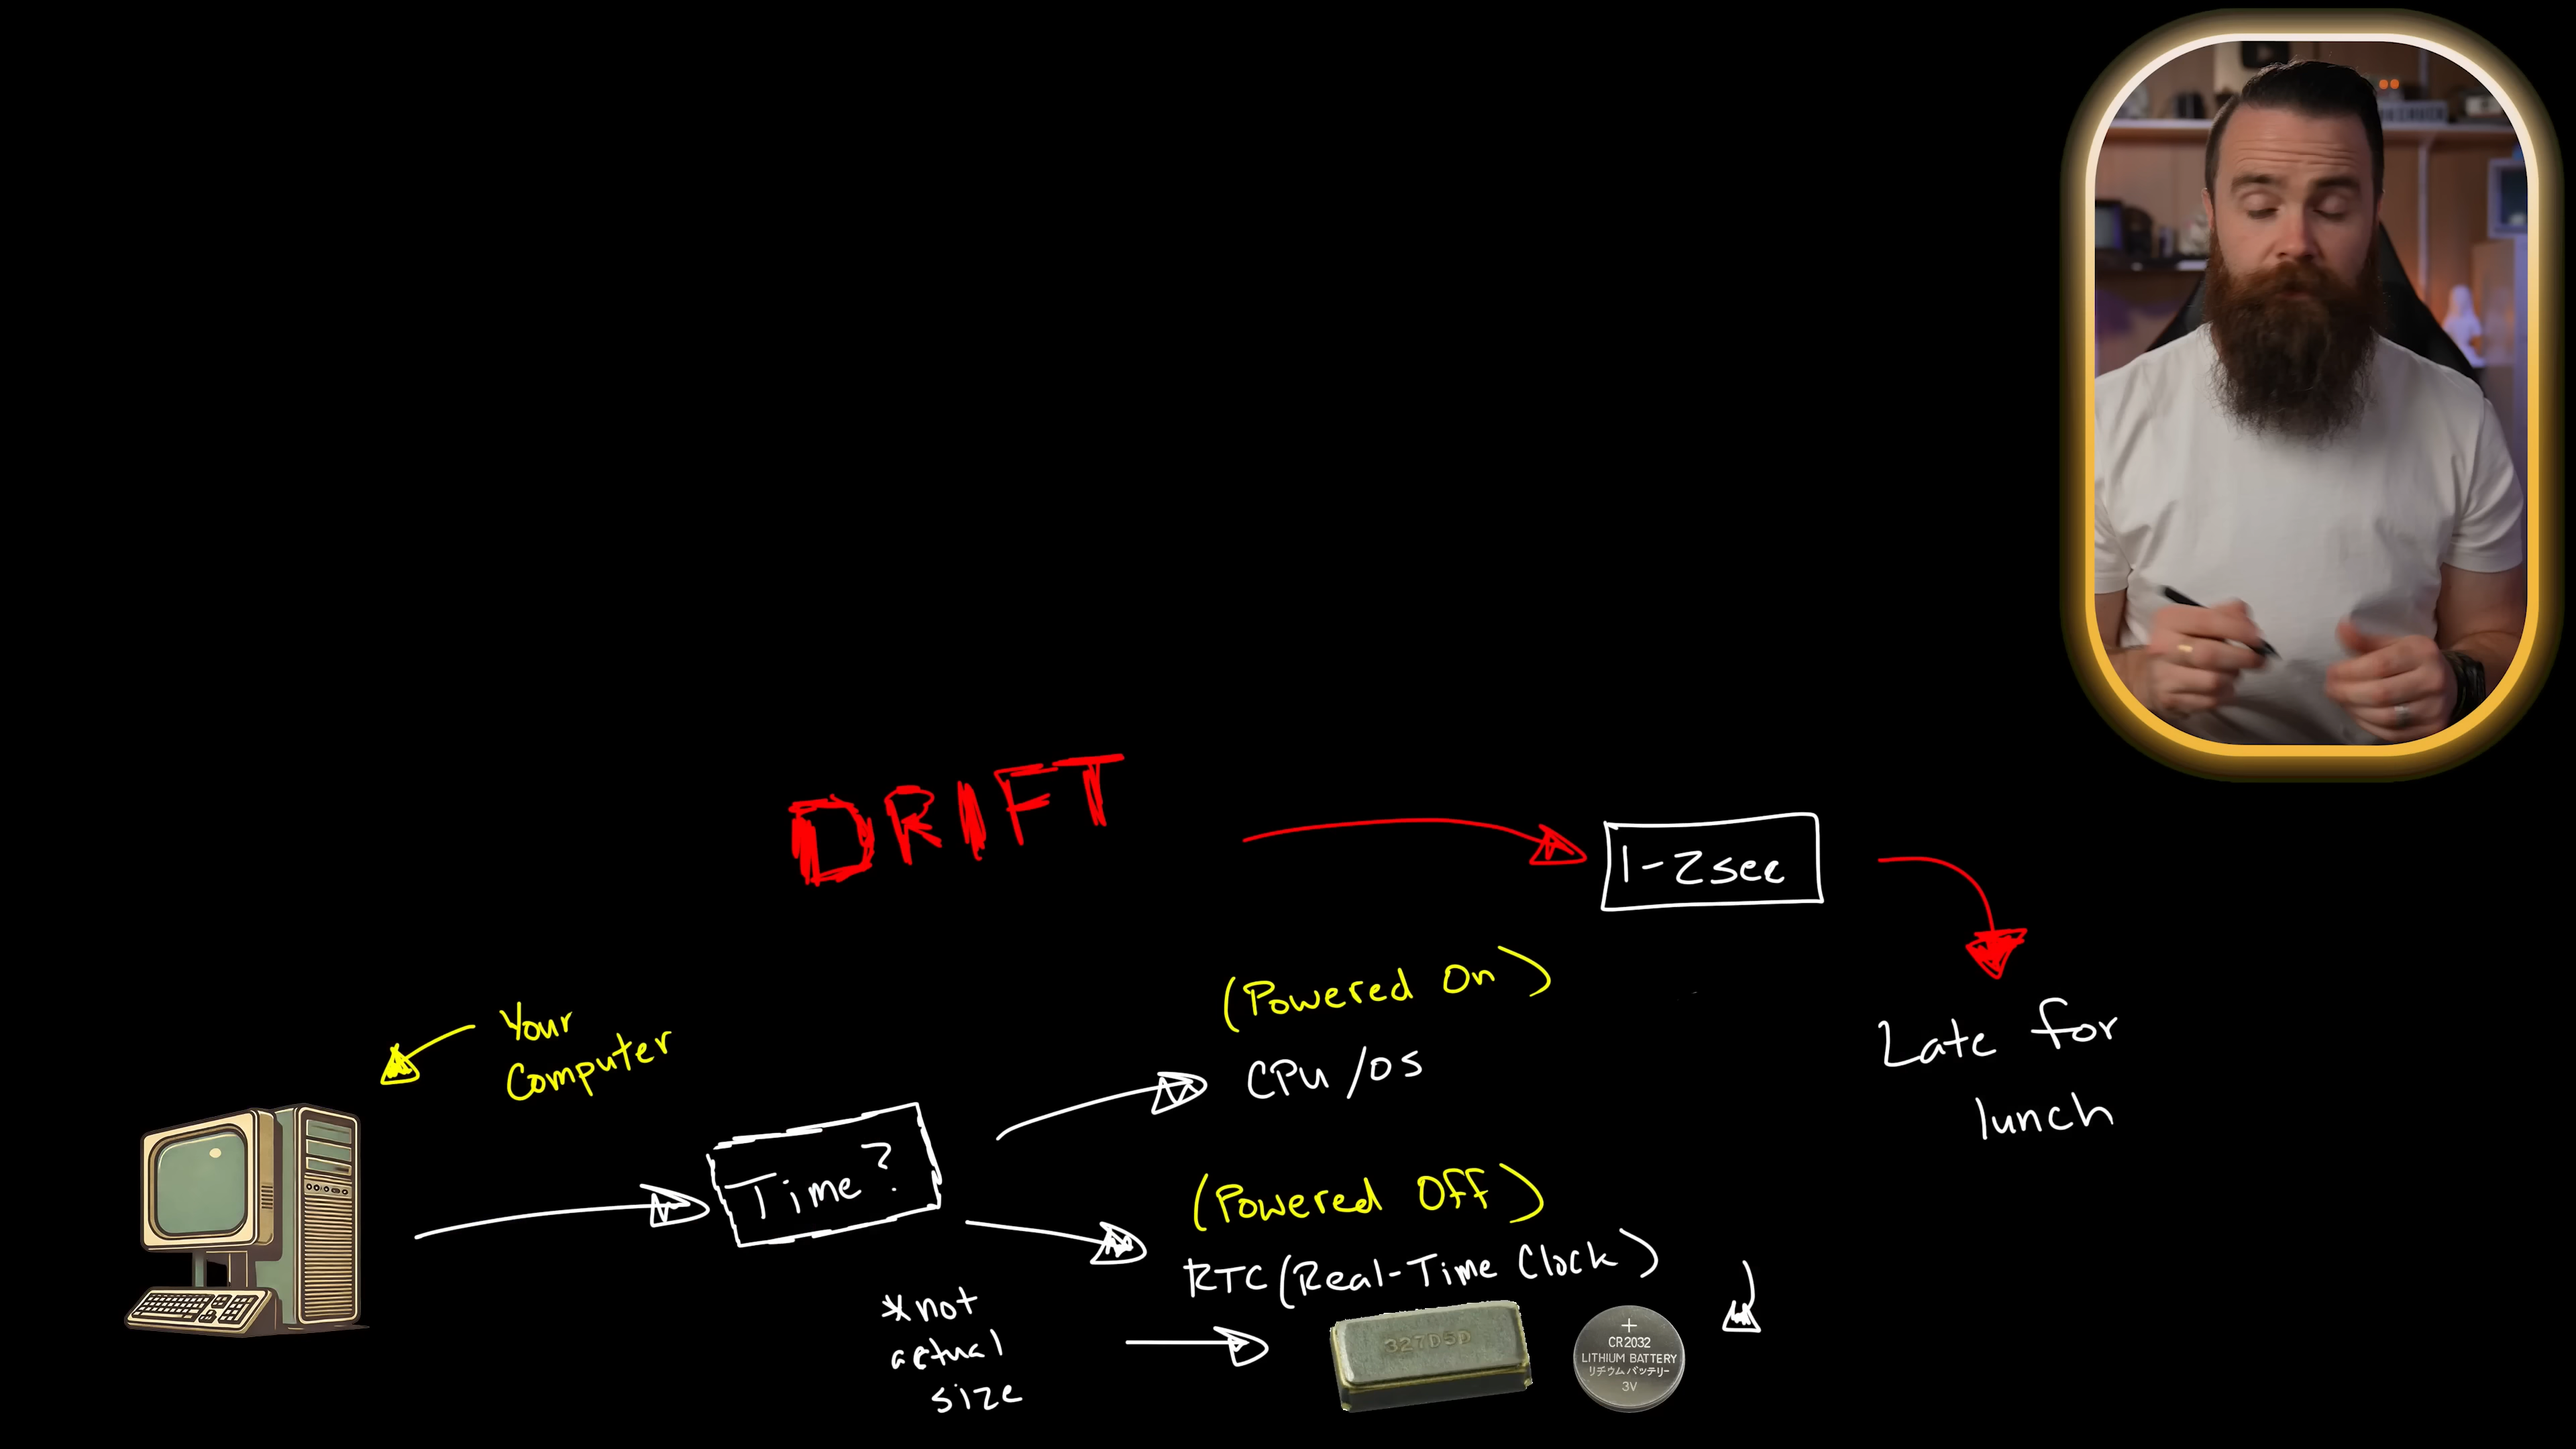 DRIFT
1-2sec
Late for
lunch
Your
Computer
Time?
(Powered On)
CPU/OS
(Powered Off)
RTC (Real-Time Clock)
*not
actual
size
327D5D
+
CR2032
LITHIUM BATTERY
リチウムバッテリー
3V